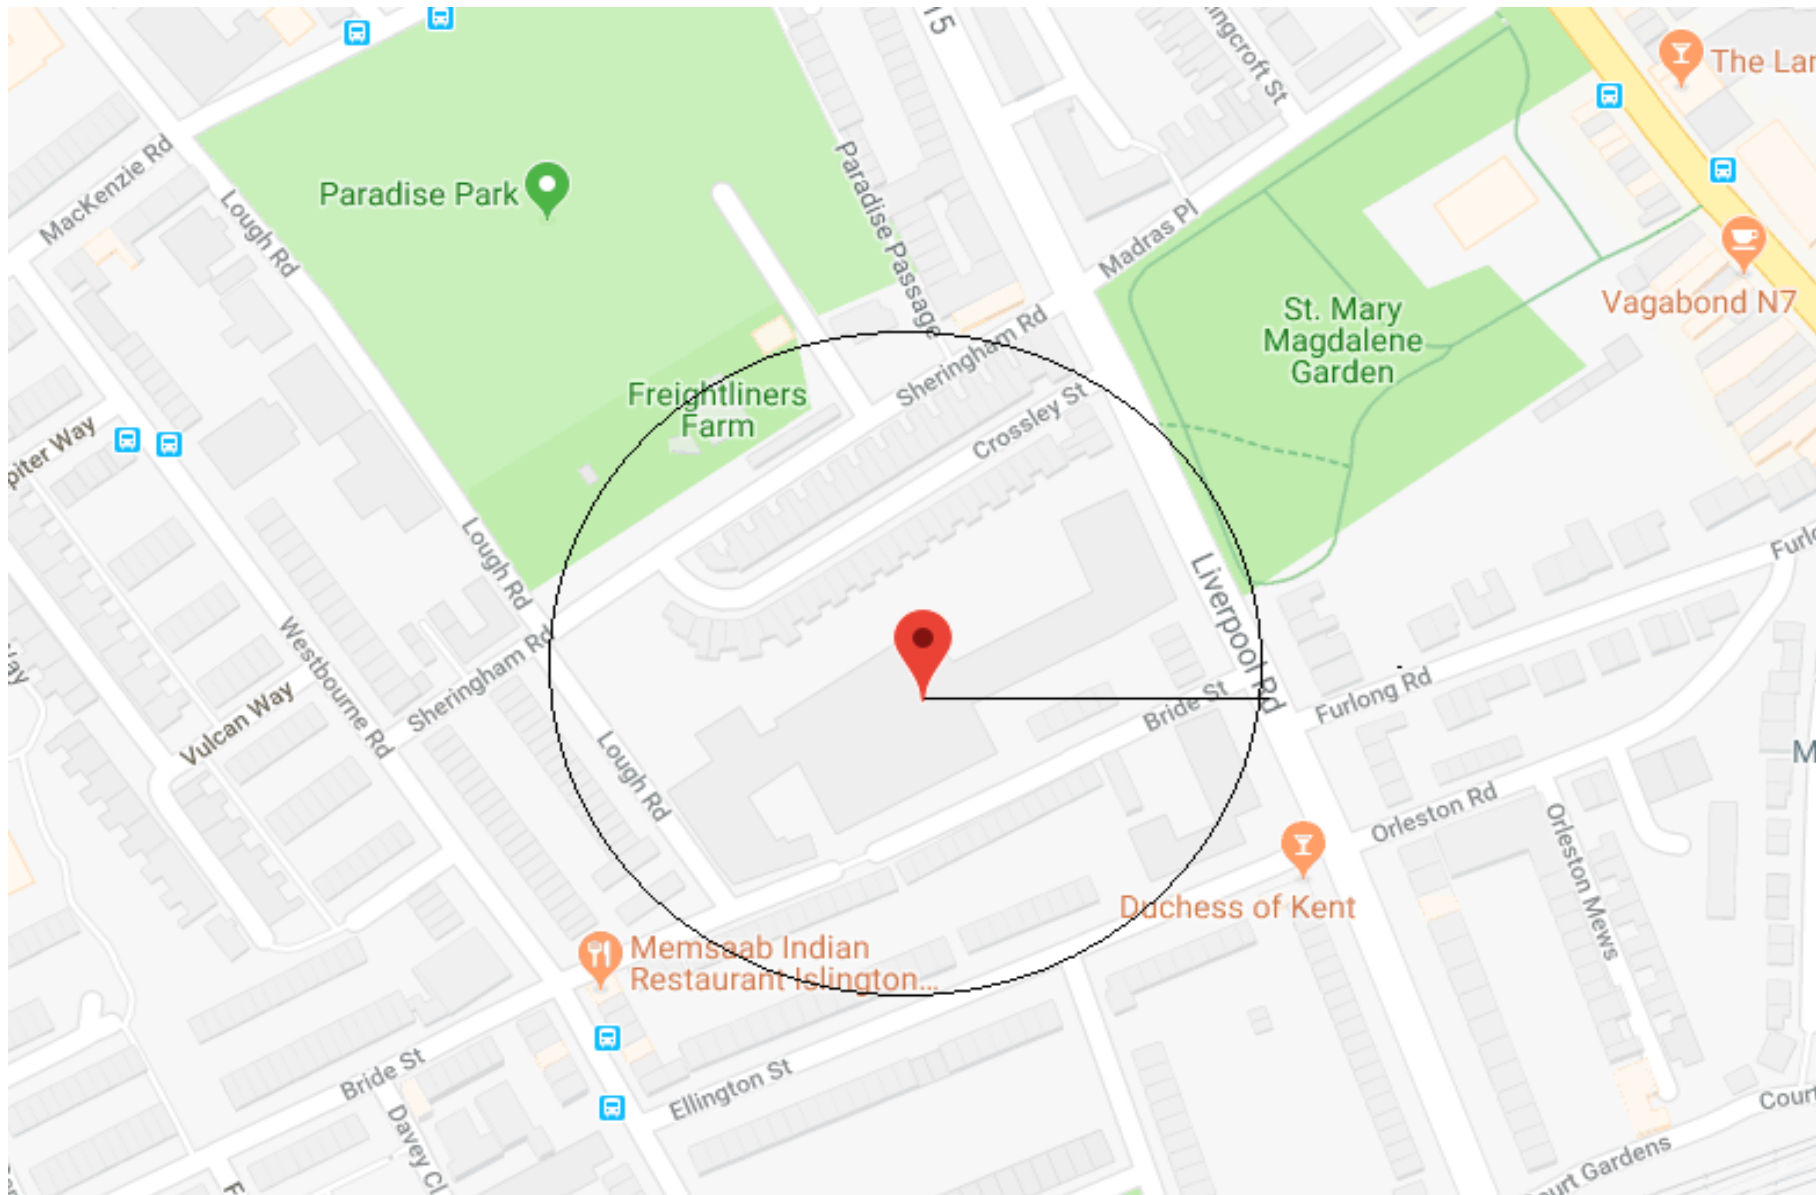 15
The Lar
MacKenzie Rd
Paradise Park
Lough Rd
Paradise Passage
Madras Pl
St. Mary
Magdalene
Garden
Vagabond N7
Sheringham Rd
Freightliners
Farm
Crossley St
Lough Rd
Liverpool Rd
Westbourne Rd
Sheringham Rd
Vulcan Way
Bride St
Furlong Rd
Lough Rd
Orleston Rd
Orleston Mews
Duchess of Kent
Memsaab Indian
Restaurant Islington...
Bride St
Ellington St
Davey Cl